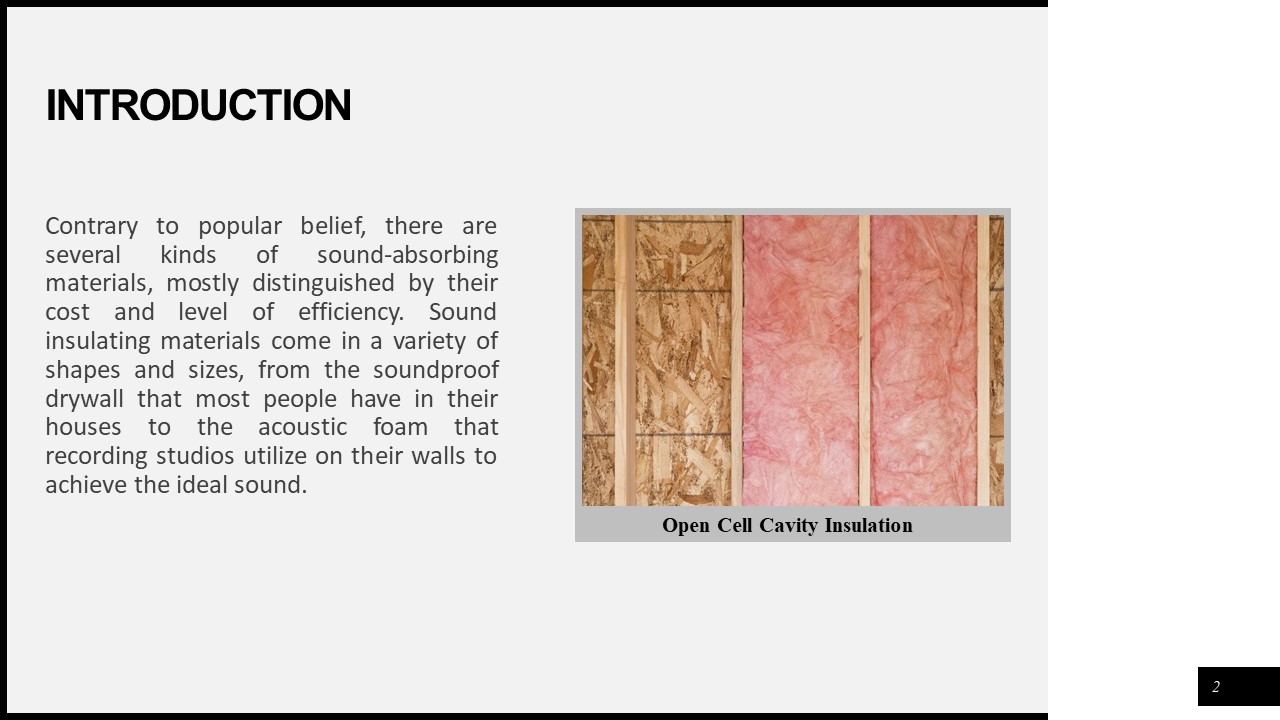 INTRODUCTION
Contrary to popular belief, there are
several kinds of sound-absorbing
materials, mostly distinguished by their
cost and level of efficiency. Sound
insulating materials come in a variety of
shapes and sizes, from the soundproof
drywall that most people have in their
houses to the acoustic foam that
recording studios utilize on their walls to
achieve the ideal sound.
Open Cell Cavity Insulation
2